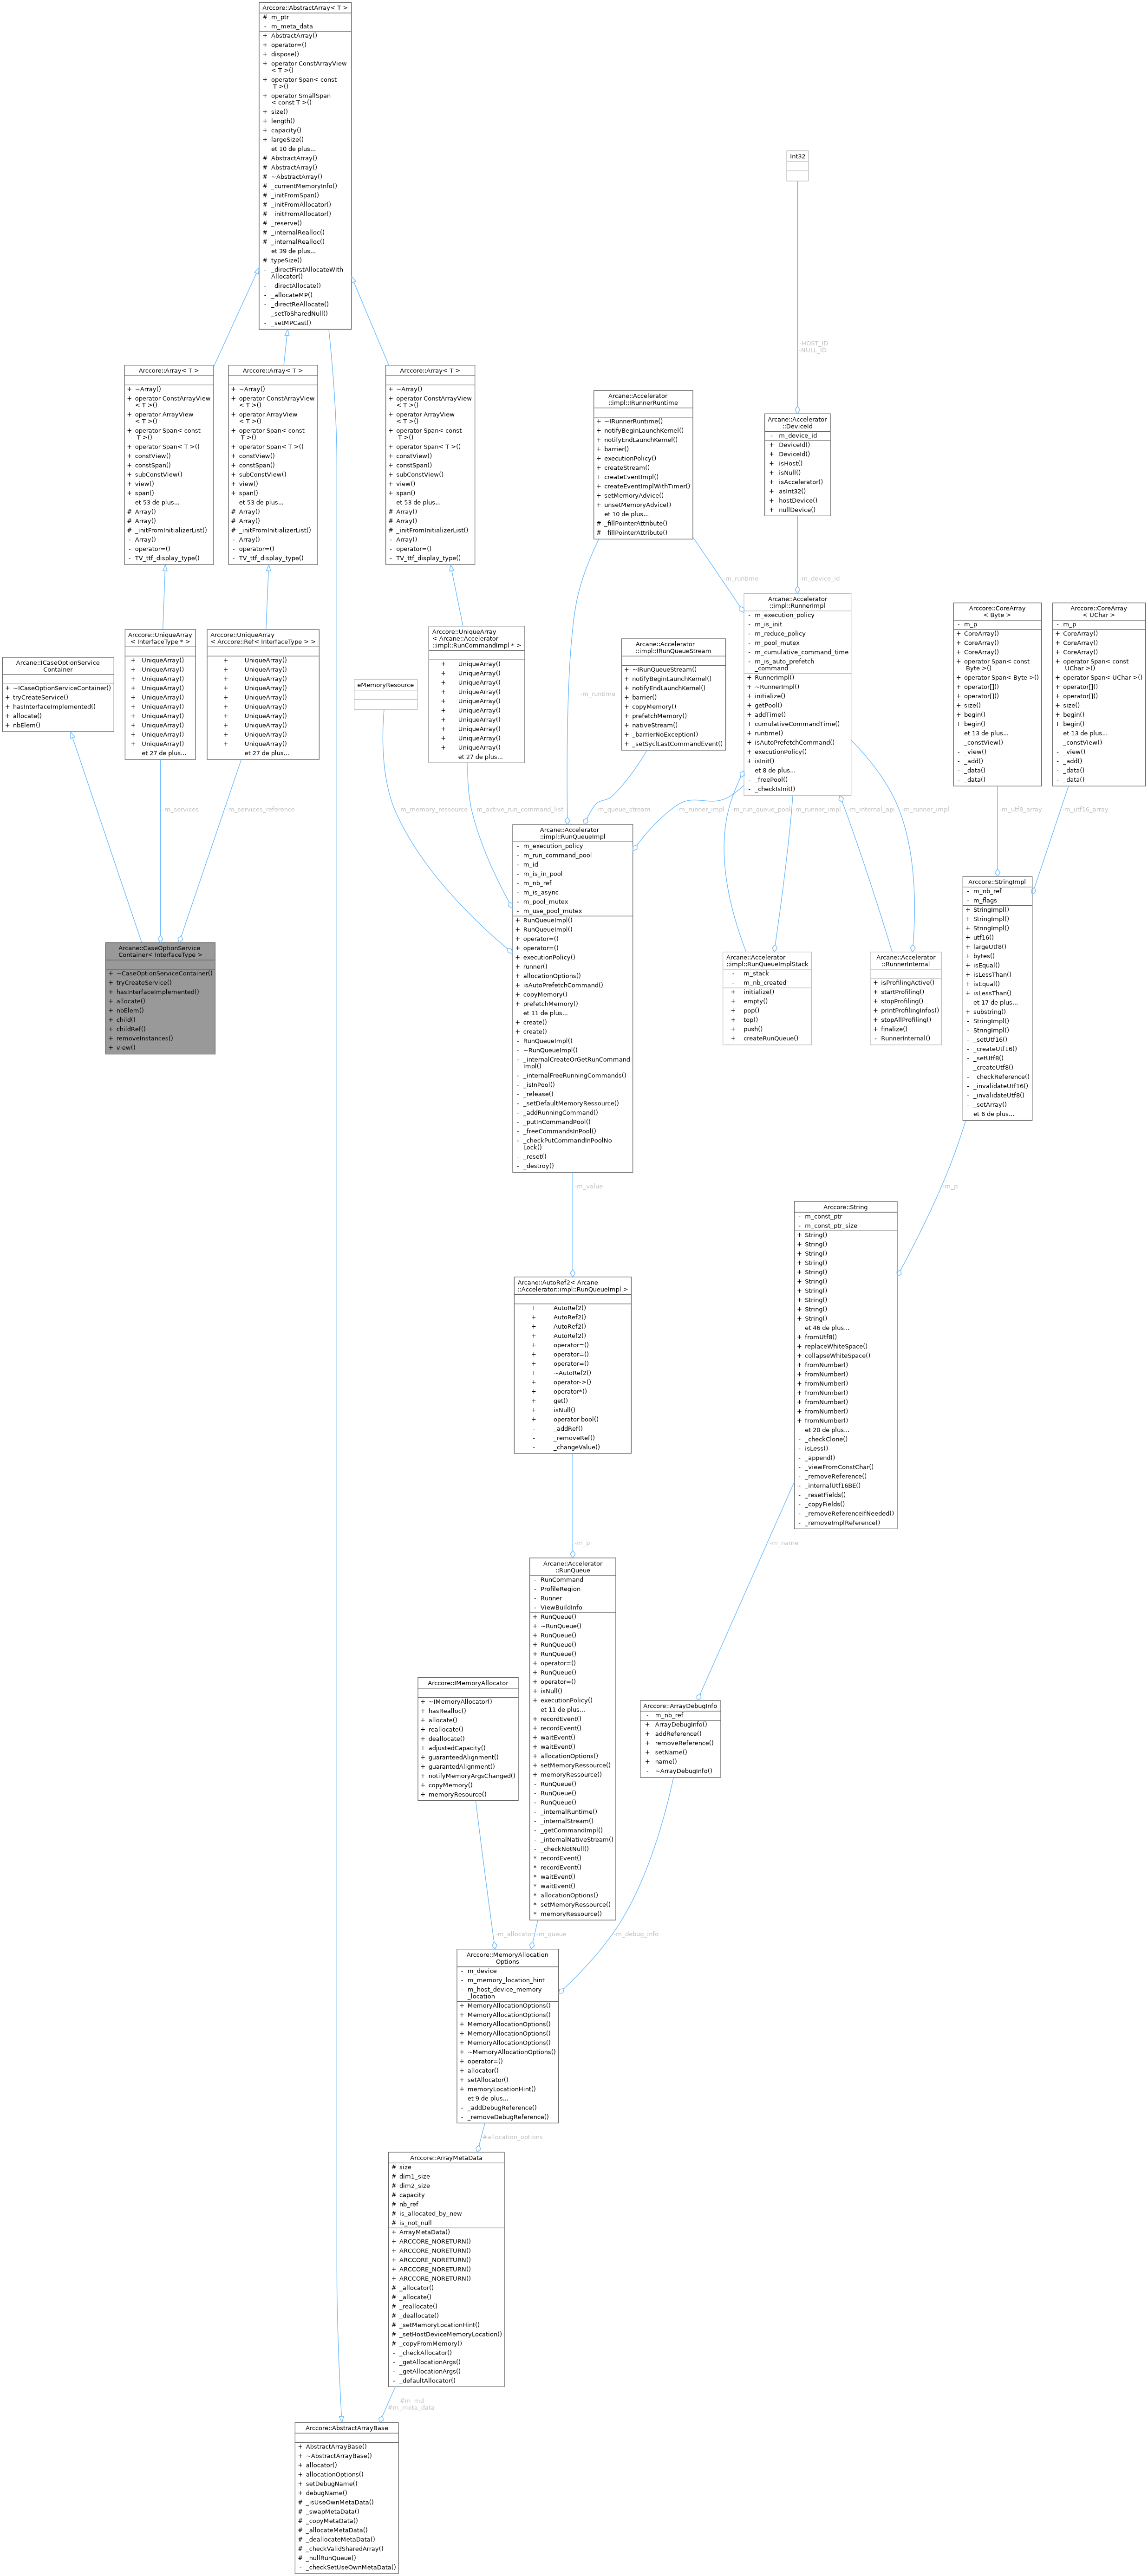 Arccore::AbstractArray< T >
# m_ptr
- m_meta_data
+ AbstractArray()
+ operator=()
+ dispose()
+ operator ConstArrayView
< T >()
+ operator Span< const
T >()
+ operator SmallSpan
< const T >()
+ size()
+ length()
+ capacity()
+ largeSize()
et 10 de plus...
# AbstractArray()
# AbstractArray()
# ~AbstractArray()
# _currentMemoryInfo()
# _initFromSpan()
# _initFromAllocator()
# _initFromAllocator()
# _reserve()
# _internalRealloc()
# _internalRealloc()
et 39 de plus...
# typeSize()
- _directFirstAllocateWith
Allocator()
- _directAllocate()
- _allocateMP()
- _directReAllocate()
- _setToSharedNull()
- _setMPCast()
Int32
-HOST_ID
-NULL_ID
Arccore::Array< T >
+ ~Array()
+ operator ConstArrayView
< T >()
+ operator ArrayView
< T >()
+ operator Span< const
T >()
+ operator Span< T >()
+ constView()
+ constSpan()
+ subConstView()
+ view()
+ span()
et 53 de plus...
# Array()
# Array()
# _initFromInitializerList()
- Array()
- operator=()
- TV_ttf_display_type()
Arccore::Array< T >
+ ~Array()
+ operator ConstArrayView
< T >()
+ operator ArrayView
< T >()
+ operator Span< const
T >()
+ operator Span< T >()
+ constView()
+ constSpan()
+ subConstView()
+ view()
+ span()
et 53 de plus...
# Array()
# Array()
# _initFromInitializerList()
- Array()
- operator=()
- TV_ttf_display_type()
Arccore::Array< T >
+ ~Array()
+ operator ConstArrayView
< T >()
+ operator ArrayView
< T >()
+ operator Span< const
T >()
+ operator Span< T >()
+ constView()
+ constSpan()
+ subConstView()
+ view()
+ span()
et 53 de plus...
# Array()
# Array()
# _initFromInitializerList()
- Array()
- operator=()
- TV_ttf_display_type()
Arcane::Accelerator
::impl::IRunnerRuntime
+ ~IRunnerRuntime()
+ notifyBeginLaunchKernel()
+ notifyEndLaunchKernel()
+ barrier()
+ executionPolicy()
+ createStream()
+ createEventImpl()
+ createEventImplWithTimer()
+ setMemoryAdvice()
+ unsetMemoryAdvice()
et 10 de plus...
# _fillPointerAttribute()
# _fillPointerAttribute()
Arcane::Accelerator
::DeviceId
- m_device_id
+ DeviceId()
+ DeviceId()
+ isHost()
+ isNull()
+ isAccelerator()
+ asInt32()
+ hostDevice()
+ nullDevice()
-m_runtime
-m_device_id
Arcane::ICaseOptionService
Container
+ ~ICaseOptionServiceContainer()
+ tryCreateService()
+ hasInterfaceImplemented()
+ allocate()
+ nbElem()
Arccore::UniqueArray
< InterfaceType * >
+ UniqueArray()
+ UniqueArray()
+ UniqueArray()
+ UniqueArray()
+ UniqueArray()
+ UniqueArray()
+ UniqueArray()
+ UniqueArray()
+ UniqueArray()
+ UniqueArray()
et 27 de plus...
Arccore::UniqueArray
< Arccore::Ref< InterfaceType > >
+ UniqueArray()
+ UniqueArray()
+ UniqueArray()
+ UniqueArray()
+ UniqueArray()
+ UniqueArray()
+ UniqueArray()
+ UniqueArray()
+ UniqueArray()
+ UniqueArray()
et 27 de plus...
eMemoryResource
Arccore::UniqueArray
< Arcane::Accelerator
::impl::RunCommandImpl * >
+ UniqueArray()
+ UniqueArray()
+ UniqueArray()
+ UniqueArray()
+ UniqueArray()
+ UniqueArray()
+ UniqueArray()
+ UniqueArray()
+ UniqueArray()
+ UniqueArray()
et 27 de plus...
-m_runtime
Arcane::Accelerator
::impl::IRunQueueStream
+ ~IRunQueueStream()
+ notifyBeginLaunchKernel()
+ notifyEndLaunchKernel()
+ barrier()
+ copyMemory()
+ prefetchMemory()
+ nativeStream()
+ _barrierNoException()
+ _setSyclLastCommandEvent()
Arcane::Accelerator
::impl::RunnerImpl
- m_execution_policy
- m_is_init
- m_reduce_policy
- m_pool_mutex
- m_cumulative_command_time
- m_is_auto_prefetch
_command
+ RunnerImpl()
+ ~RunnerImpl()
+ initialize()
+ getPool()
+ addTime()
+ cumulativeCommandTime()
+ runtime()
+ isAutoPrefetchCommand()
+ executionPolicy()
+ isInit()
et 8 de plus...
- _freePool()
- _checkIsInit()
Arccore::CoreArray
< Byte >
- m_p
+ CoreArray()
+ CoreArray()
+ CoreArray()
+ operator Span< const
Byte >()
+ operator Span< Byte >()
+ operator[]()
+ operator[]()
+ size()
+ begin()
+ begin()
et 13 de plus...
- _constView()
- _view()
- _add()
- _data()
- _data()
Arccore::CoreArray
< UChar >
- m_p
+ CoreArray()
+ CoreArray()
+ CoreArray()
+ operator Span< const
UChar >()
+ operator Span< UChar >()
+ operator[]()
+ operator[]()
+ size()
+ begin()
+ begin()
et 13 de plus...
- _constView()
- _view()
- _add()
- _data()
- _data()
-m_services
-m_services_reference
-m_memory_ressource
-m_active_run_command_list
-m_queue_stream
-m_runner_impl
-m_run_queue_pool
-m_runner_impl
-m_internal_api
-m_runner_impl
-m_utf8_array
-m_utf16_array
Arcane::CaseOptionService
Container< InterfaceType >
+ ~CaseOptionServiceContainer()
+ tryCreateService()
+ hasInterfaceImplemented()
+ allocate()
+ nbElem()
+ child()
+ childRef()
+ removeInstances()
+ view()
Arcane::Accelerator
::impl::RunQueueImpl
- m_execution_policy
- m_run_command_pool
- m_id
- m_is_in_pool
- m_nb_ref
- m_is_async
- m_pool_mutex
- m_use_pool_mutex
+ RunQueueImpl()
+ RunQueueImpl()
+ operator=()
+ operator=()
+ executionPolicy()
+ runner()
+ allocationOptions()
+ isAutoPrefetchCommand()
+ copyMemory()
+ prefetchMemory()
et 11 de plus...
+ create()
+ create()
- RunQueueImpl()
- ~RunQueueImpl()
- _internalCreateOrGetRunCommand
Impl()
- _internalFreeRunningCommands()
- _isInPool()
- _release()
- _setDefaultMemoryRessource()
- _addRunningCommand()
- _putInCommandPool()
- _freeCommandsInPool()
- _checkPutCommandInPoolNo
Lock()
- _reset()
- _destroy()
Arcane::Accelerator
::impl::RunQueueImplStack
- m_stack
- m_nb_created
+ initialize()
+ empty()
+ pop()
+ top()
+ push()
+ createRunQueue()
Arcane::Accelerator
::RunnerInternal
+ isProfilingActive()
+ startProfiling()
+ stopProfiling()
+ printProfilingInfos()
+ stopAllProfiling()
+ finalize()
- RunnerInternal()
Arccore::StringImpl
- m_nb_ref
- m_flags
+ StringImpl()
+ StringImpl()
+ StringImpl()
+ utf16()
+ largeUtf8()
+ bytes()
+ isEqual()
+ isLessThan()
+ isEqual()
+ isLessThan()
et 17 de plus...
+ substring()
- StringImpl()
- StringImpl()
- _setUtf16()
- _createUtf16()
- _setUtf8()
- _createUtf8()
- _checkReference()
- _invalidateUtf16()
- _invalidateUtf8()
- _setArray()
et 6 de plus...
-m_value
-m_p
Arccore::String
- m_const_ptr
- m_const_ptr_size
+ String()
+ String()
+ String()
+ String()
+ String()
+ String()
+ String()
+ String()
+ String()
+ String()
et 46 de plus...
+ fromUtf8()
+ replaceWhiteSpace()
+ collapseWhiteSpace()
+ fromNumber()
+ fromNumber()
+ fromNumber()
+ fromNumber()
+ fromNumber()
+ fromNumber()
+ fromNumber()
et 20 de plus...
- _checkClone()
- isLess()
- _append()
- _viewFromConstChar()
- _removeReference()
- _internalUtf16BE()
- _resetFields()
- _copyFields()
- _removeReferenceIfNeeded()
- _removeImplReference()
Arcane::AutoRef2< Arcane
::Accelerator::impl::RunQueueImpl >
+ AutoRef2()
+ AutoRef2()
+ AutoRef2()
+ AutoRef2()
+ operator=()
+ operator=()
+ operator=()
+ ~AutoRef2()
+ operator->()
+ operator*()
+ get()
+ isNull()
+ operator bool()
- _addRef()
- _removeRef()
- _changeValue()
-m_p
-m_name
Arcane::Accelerator
::RunQueue
- RunCommand
- ProfileRegion
- Runner
- ViewBuildInfo
+ RunQueue()
+ ~RunQueue()
+ RunQueue()
+ RunQueue()
+ RunQueue()
+ operator=()
+ RunQueue()
+ operator=()
+ isNull()
+ executionPolicy()
et 11 de plus...
+ recordEvent()
+ recordEvent()
+ waitEvent()
+ waitEvent()
+ allocationOptions()
+ setMemoryRessource()
+ memoryRessource()
- RunQueue()
- RunQueue()
- RunQueue()
- _internalRuntime()
- _internalStream()
- _getCommandImpl()
- _internalNativeStream()
- _checkNotNull()
* recordEvent()
* recordEvent()
* waitEvent()
* waitEvent()
* allocationOptions()
* setMemoryRessource()
* memoryRessource()
Arccore::IMemoryAllocator
+ ~IMemoryAllocator()
+ hasRealloc()
+ allocate()
+ reallocate()
+ deallocate()
+ adjustedCapacity()
+ guaranteedAlignment()
+ guarantedAlignment()
+ notifyMemoryArgsChanged()
+ copyMemory()
+ memoryResource()
Arccore::ArrayDebugInfo
- m_nb_ref
+ ArrayDebugInfo()
+ addReference()
+ removeReference()
+ setName()
+ name()
- ~ArrayDebugInfo()
-m_allocator
-m_queue
-m_debug_info
Arccore::MemoryAllocation
Options
- m_device
- m_memory_location_hint
- m_host_device_memory
_location
+ MemoryAllocationOptions()
+ MemoryAllocationOptions()
+ MemoryAllocationOptions()
+ MemoryAllocationOptions()
+ MemoryAllocationOptions()
+ ~MemoryAllocationOptions()
+ operator=()
+ allocator()
+ setAllocator()
+ memoryLocationHint()
et 9 de plus...
- _addDebugReference()
- _removeDebugReference()
#allocation_options
Arccore::ArrayMetaData
# size
# dim1_size
# dim2_size
# capacity
# nb_ref
# is_allocated_by_new
# is_not_null
+ ArrayMetaData()
+ ARCCORE_NORETURN()
+ ARCCORE_NORETURN()
+ ARCCORE_NORETURN()
+ ARCCORE_NORETURN()
+ ARCCORE_NORETURN()
# _allocator()
# _allocate()
# _reallocate()
# _deallocate()
# _setMemoryLocationHint()
# _setHostDeviceMemoryLocation()
# _copyFromMemory()
- _checkAllocator()
- _getAllocationArgs()
- _getAllocationArgs()
- _defaultAllocator()
#m_md
#m_meta_data
Arccore::AbstractArrayBase
+ AbstractArrayBase()
+ ~AbstractArrayBase()
+ allocator()
+ allocationOptions()
+ setDebugName()
+ debugName()
# _isUseOwnMetaData()
# _swapMetaData()
# _copyMetaData()
# _allocateMetaData()
# _deallocateMetaData()
# _checkValidSharedArray()
# _nullRunQueue()
- _checkSetUseOwnMetaData()